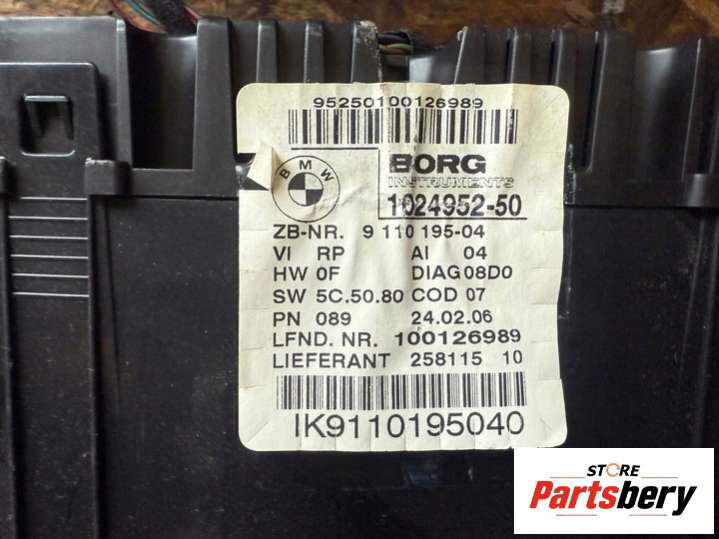 95250100126989
BMW
BORG
INSTRUMENTS
1024952-50
ZB-NR. 9 110 195-04
VI RP AI 04
HW 0F DIAG 08D0
SW 5C.50.80 COD 07
PN 089 24.02.06
LFND. NR. 100126989
LIEFERANT 258115 10
IK9110195040
STORE
Partsbery